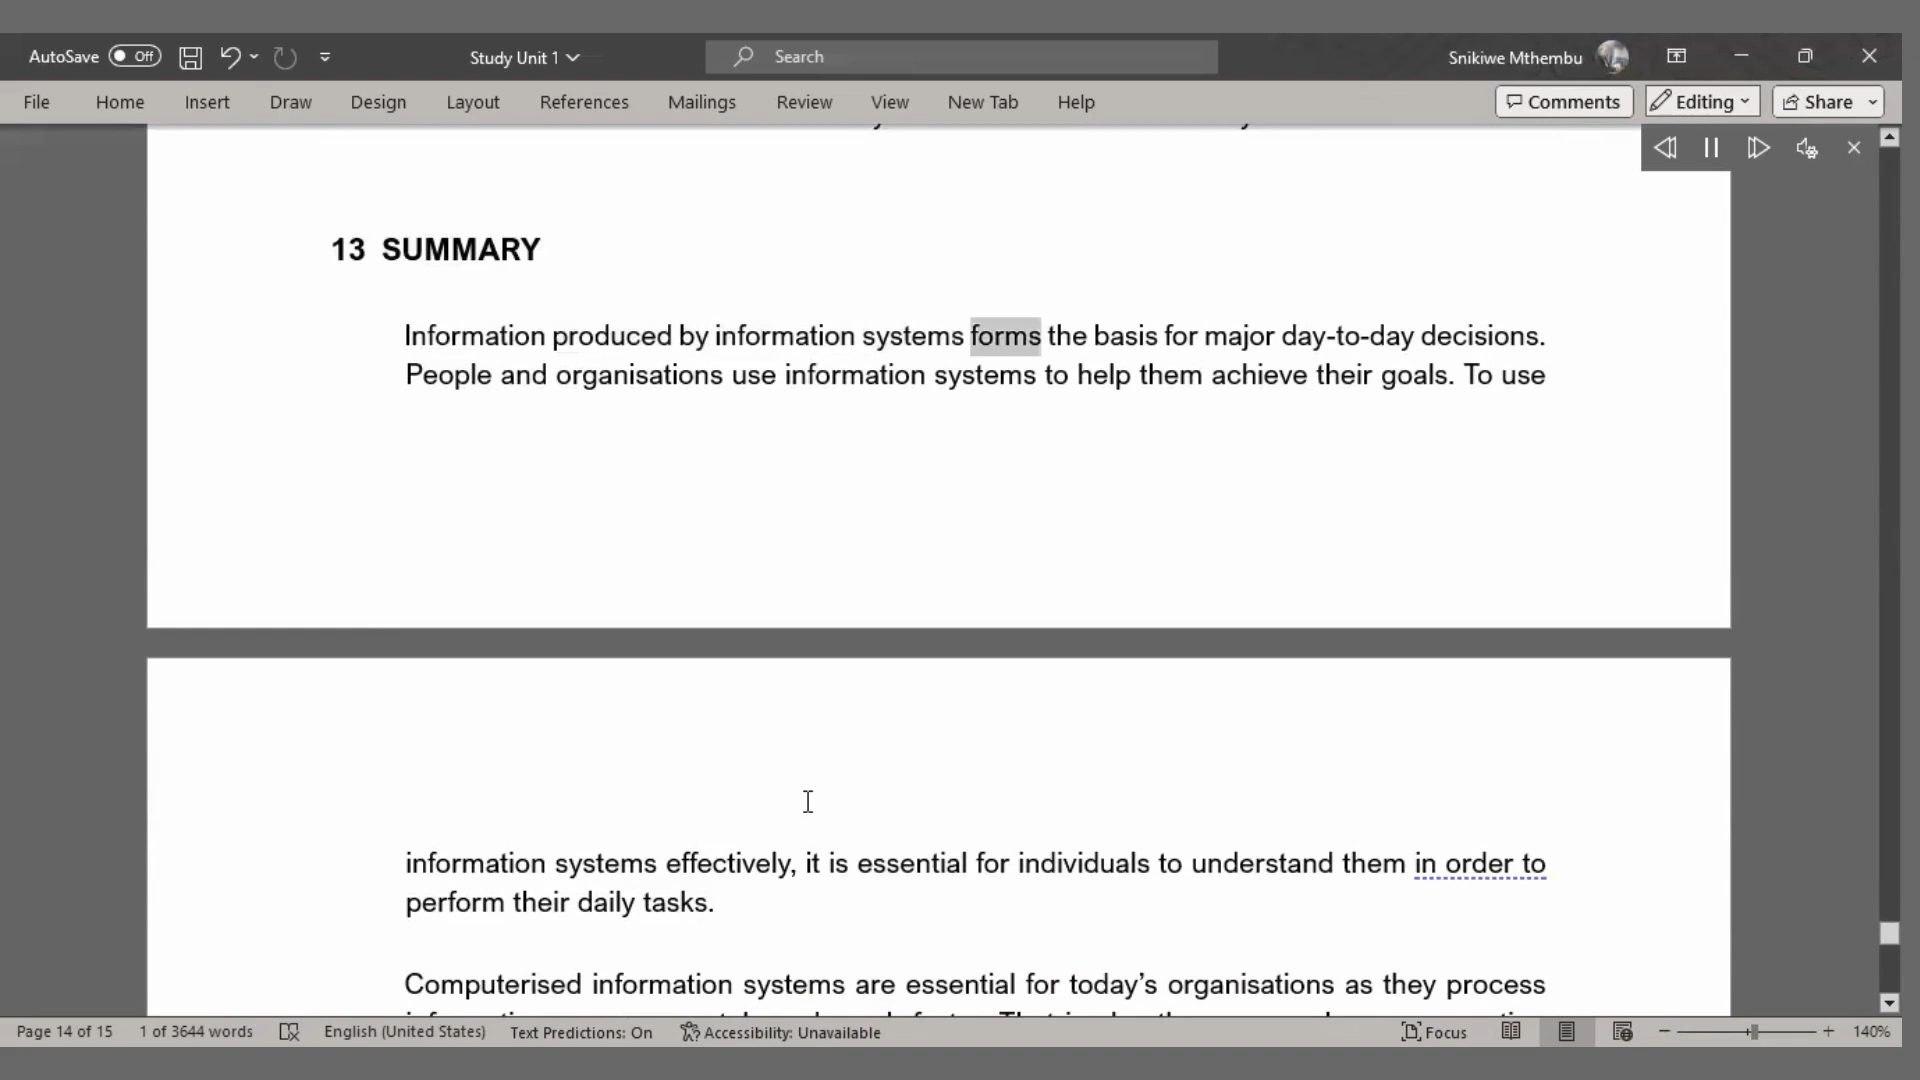 AutoSave Off Study Unit 1 Search Snikiwe Mthembu
File Home Insert Draw Design Layout References Mailings Review View New Tab Help Comments Editing Share
13 SUMMARY
Information produced by information systems forms the basis for major day-to-day decisions.
People and organisations use information systems to help them achieve their goals. To use
information systems effectively, it is essential for individuals to understand them in order to
perform their daily tasks.
Computerised information systems are essential for today’s organisations as they process
Page 14 of 15 1 of 3644 words English (United States) Text Predictions: On Accessibility: Unavailable Focus 140%